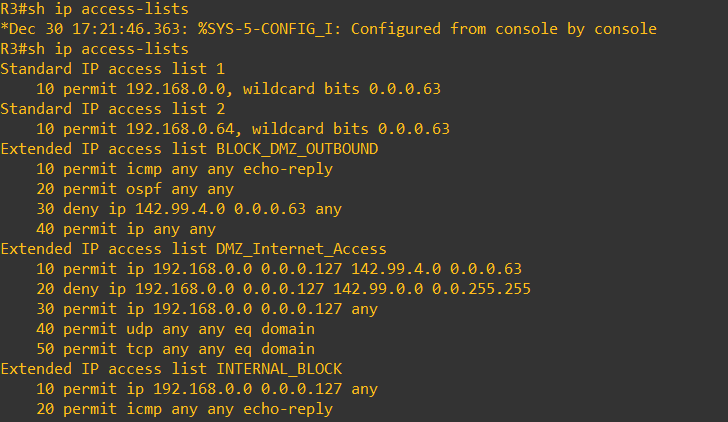 R3#sh ip access-lists
*Dec 30 17:21:46.363: %SYS-5-CONFIG_I: Configured from console by console
R3#sh ip access-lists
Standard IP access list 1
    10 permit 192.168.0.0, wildcard bits 0.0.0.63
Standard IP access list 2
    10 permit 192.168.0.64, wildcard bits 0.0.0.63
Extended IP access list BLOCK_DMZ_OUTBOUND
    10 permit icmp any any echo-reply
    20 permit ospf any any
    30 deny ip 142.99.4.0 0.0.0.63 any
    40 permit ip any any
Extended IP access list DMZ_Internet_Access
    10 permit ip 192.168.0.0 0.0.0.127 142.99.4.0 0.0.0.63
    20 deny ip 192.168.0.0 0.0.0.127 142.99.0.0 0.0.255.255
    30 permit ip 192.168.0.0 0.0.0.127 any
    40 permit udp any any eq domain
    50 permit tcp any any eq domain
Extended IP access list INTERNAL_BLOCK
    10 permit ip 192.168.0.0 0.0.0.127 any
    20 permit icmp any any echo-reply